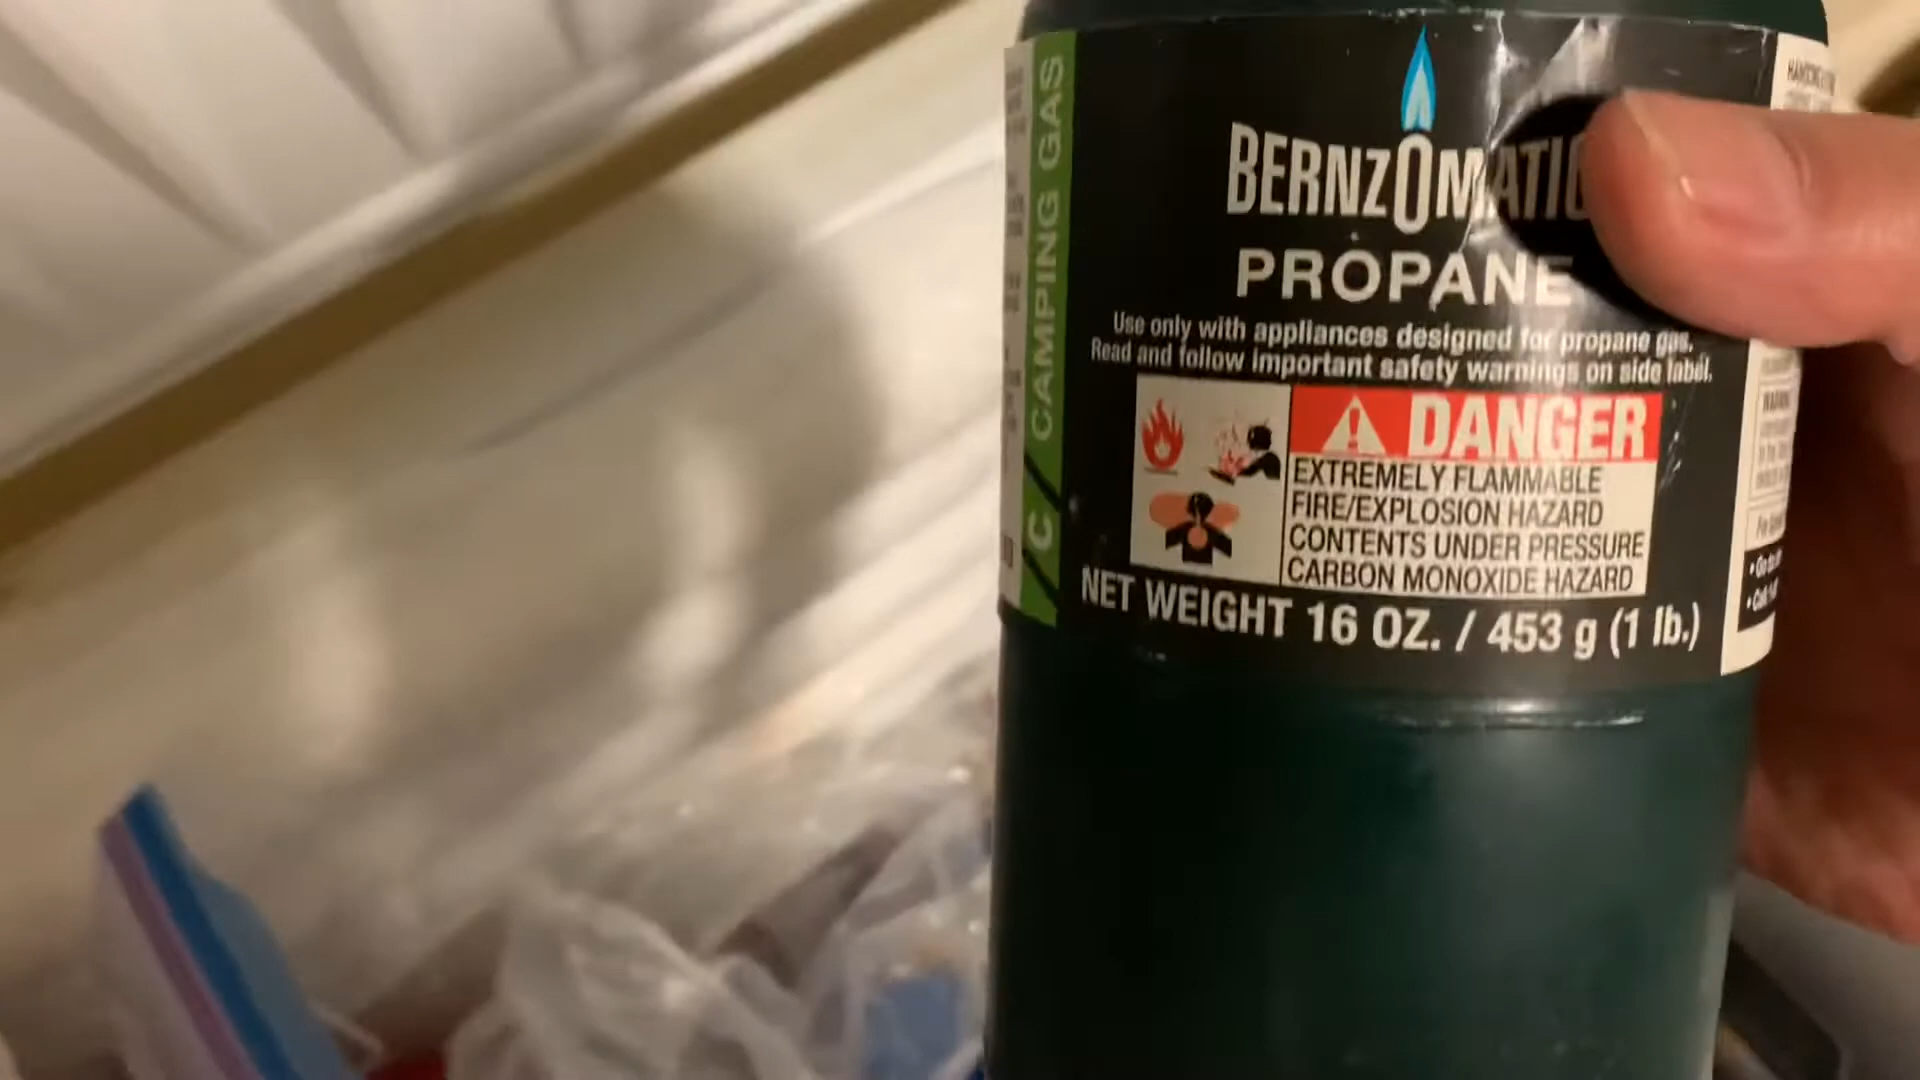 CAMPING GAS
BERNZOMATIC
PROPANE
Use only with appliances designed for propane gas.
Read and follow important safety warnings on side label.
DANGER
EXTREMELY FLAMMABLE
FIRE/EXPLOSION HAZARD
CONTENTS UNDER PRESSURE
CARBON MONOXIDE HAZARD
NET WEIGHT 16 OZ. / 453 g (1 lb.)